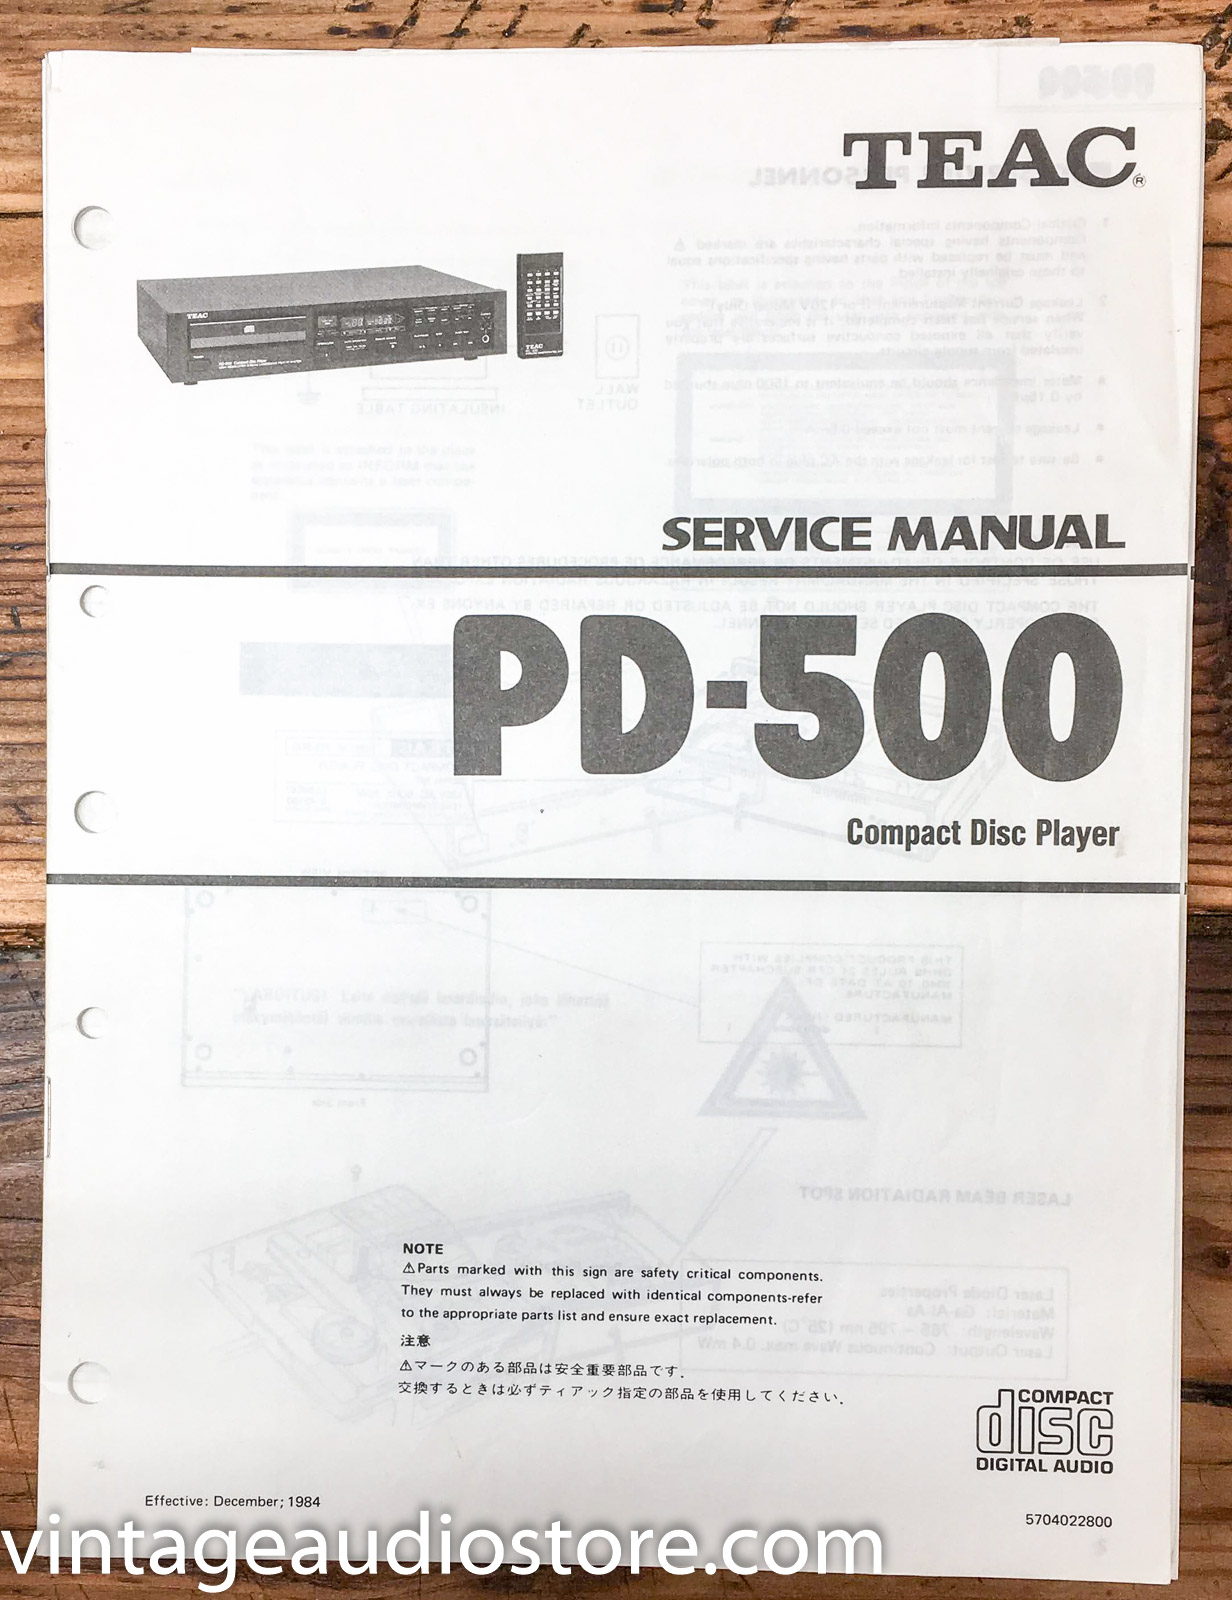 TEAC®
TEAC
TEAC
SERVICE MANUAL
PD-500
Compact Disc Player
NOTE
⚠Parts marked with this sign are safety critical components.
They must always be replaced with identical components-refer
to the appropriate parts list and ensure exact replacement.
注意
⚠マークのある部品は安全重要部品です.
交換するときは必ずティアック指定の部品を使用してください.
COMPACT
disc
DIGITAL AUDIO
Effective: December; 1984
5704022800
vintageaudiostore.com